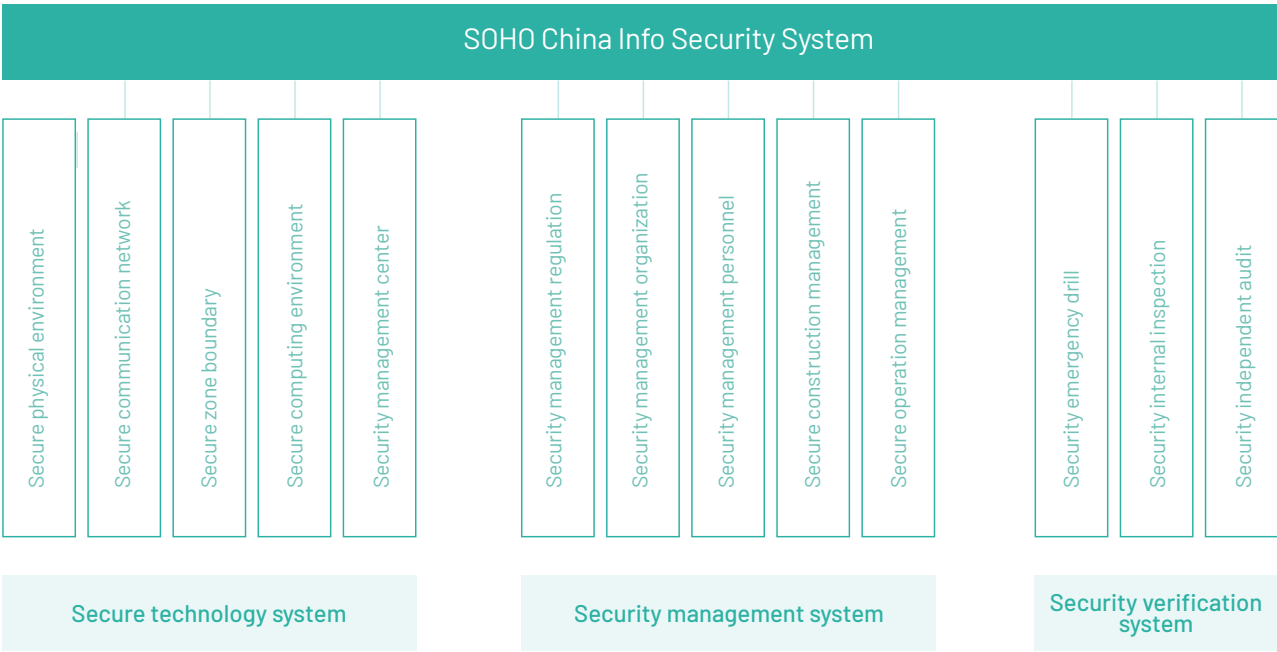 SOHO China Info Security System
Secure physical environment
Secure communication network
Secure zone boundary
Secure computing environment
Security management center
Security management regulation
Security management organization
Security management personnel
Secure construction management
Secure operation management
Security emergency drill
Security internal inspection
Security independent audit
Secure technology system
Security management system
Security verification
system